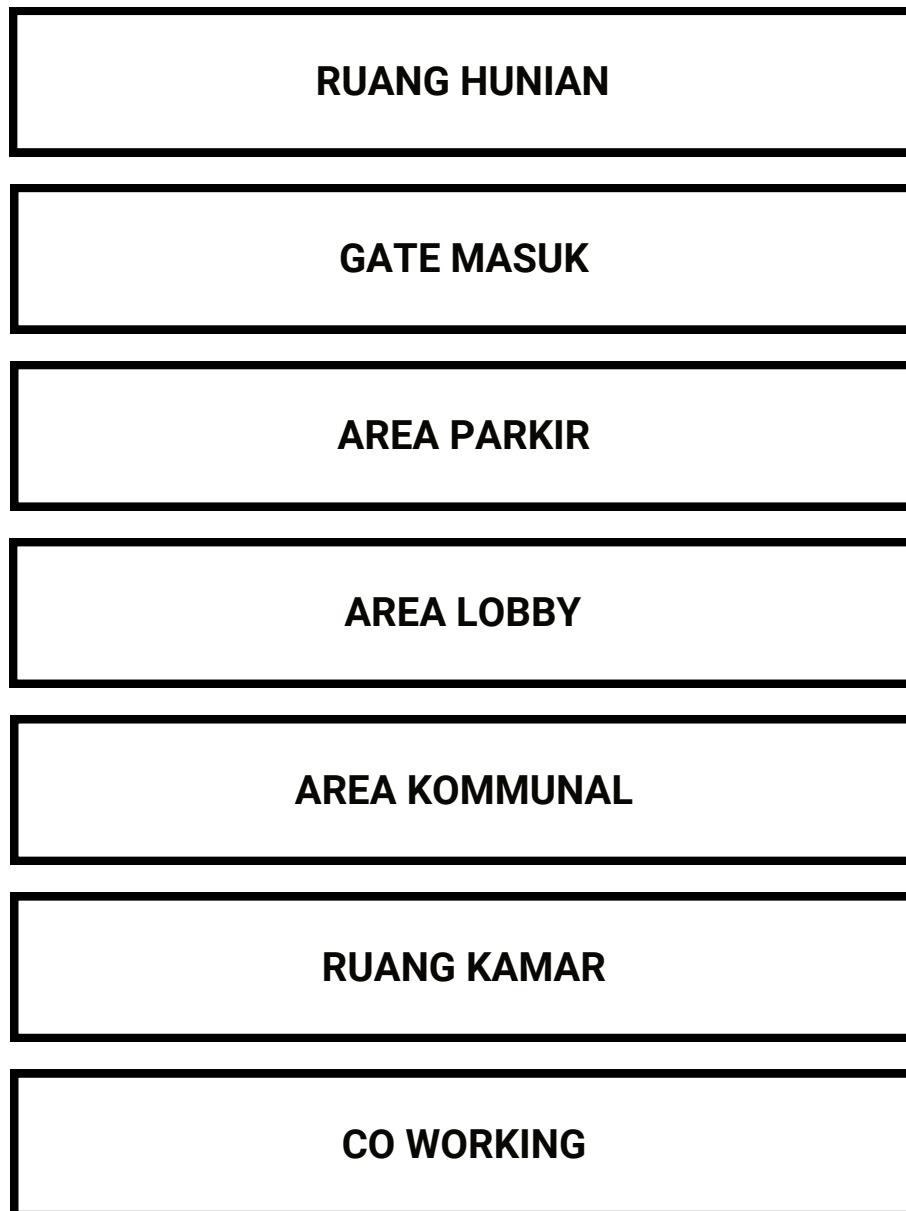 RUANG HUNIAN
GATE MASUK
AREA PARKIR
AREA LOBBY
AREA KOMMUNAL
RUANG KAMAR
CO WORKING